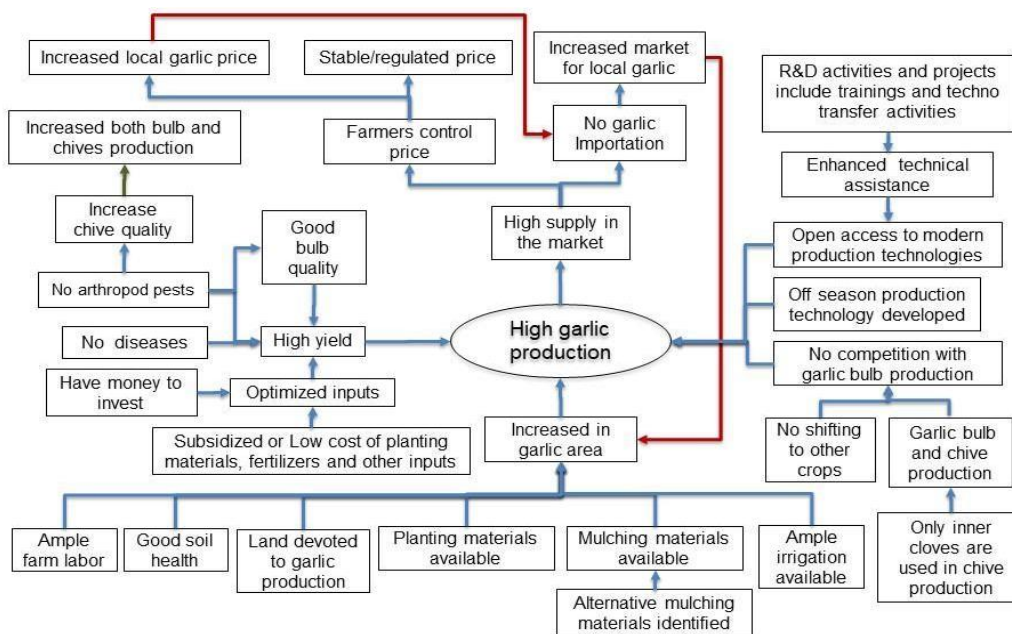 Increased local garlic price
Stable/regulated price
Increased market
for local garlic
R&D activities and projects
include trainings and techno
transfer activities
Increased both bulb and
chives production
Farmers control
price
No garlic
Importation
Enhanced technical
assistance
Increase
chive quality
Good
bulb
quality
High supply in
the market
Open access to modern
production technologies
No arthropod pests
Off season production
technology developed
No diseases
High yield
High garlic
production
No competition with
garlic bulb production
Have money to
invest
Optimized inputs
Subsidized or Low cost of planting
materials, fertilizers and other inputs
Increased in
garlic area
No shifting
to other
crops
Garlic bulb
and chive
production
Ample
farm labor
Good soil
health
Land devoted
to garlic
production
Planting materials
available
Mulching materials
available
Ample
irrigation
available
Only inner
cloves are
used in chive
production
Alternative mulching
materials identified